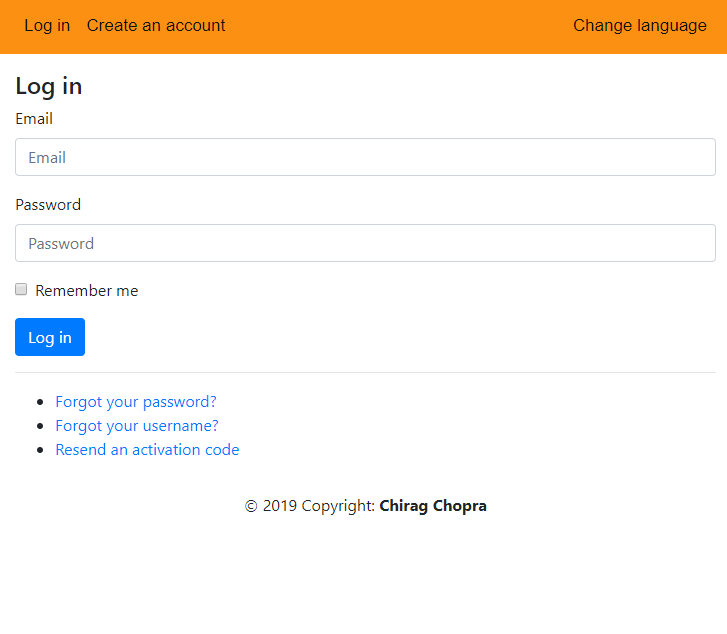 Log in Create an account Change language
Log in
Email
Email
Password
Password
Remember me
Log in
Forgot your password?
Forgot your username?
Resend an activation code
© 2019 Copyright: Chirag Chopra